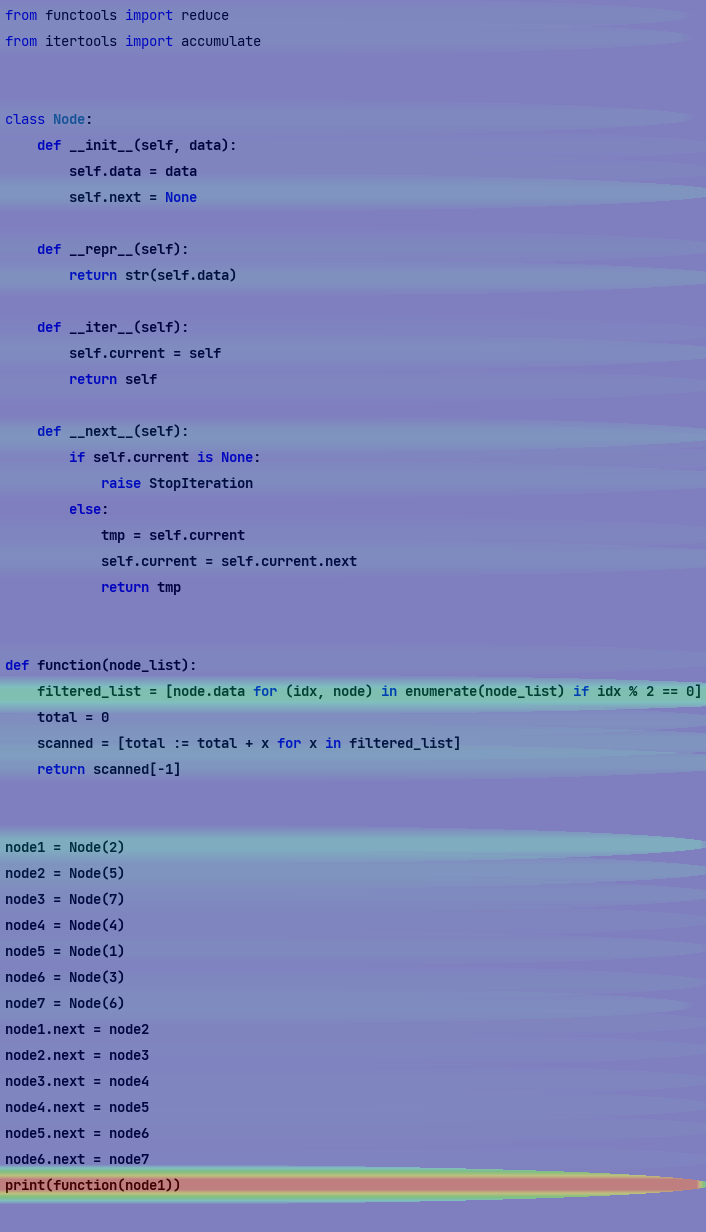 from functools import reduce
from itertools import accumulate
class Node:
    def __init__(self, data):
        self.data = data
        self.next = None
    def __repr__(self):
        return str(self.data)
    def __iter__(self):
        self.current = self
        return self
    def __next__(self):
        if self.current is None:
            raise StopIteration
        else:
            tmp = self.current
            self.current = self.current.next
            return tmp
def function(node_list):
    filtered_list = [node.data for (idx, node) in enumerate(node_list) if idx % 2 == 0]
    total = 0
    scanned = [total := total + x for x in filtered_list]
    return scanned[-1]
node1 = Node(2)
node2 = Node(5)
node3 = Node(7)
node4 = Node(4)
node5 = Node(1)
node6 = Node(3)
node7 = Node(6)
node1.next = node2
node2.next = node3
node3.next = node4
node4.next = node5
node5.next = node6
node6.next = node7
print(function(node1))